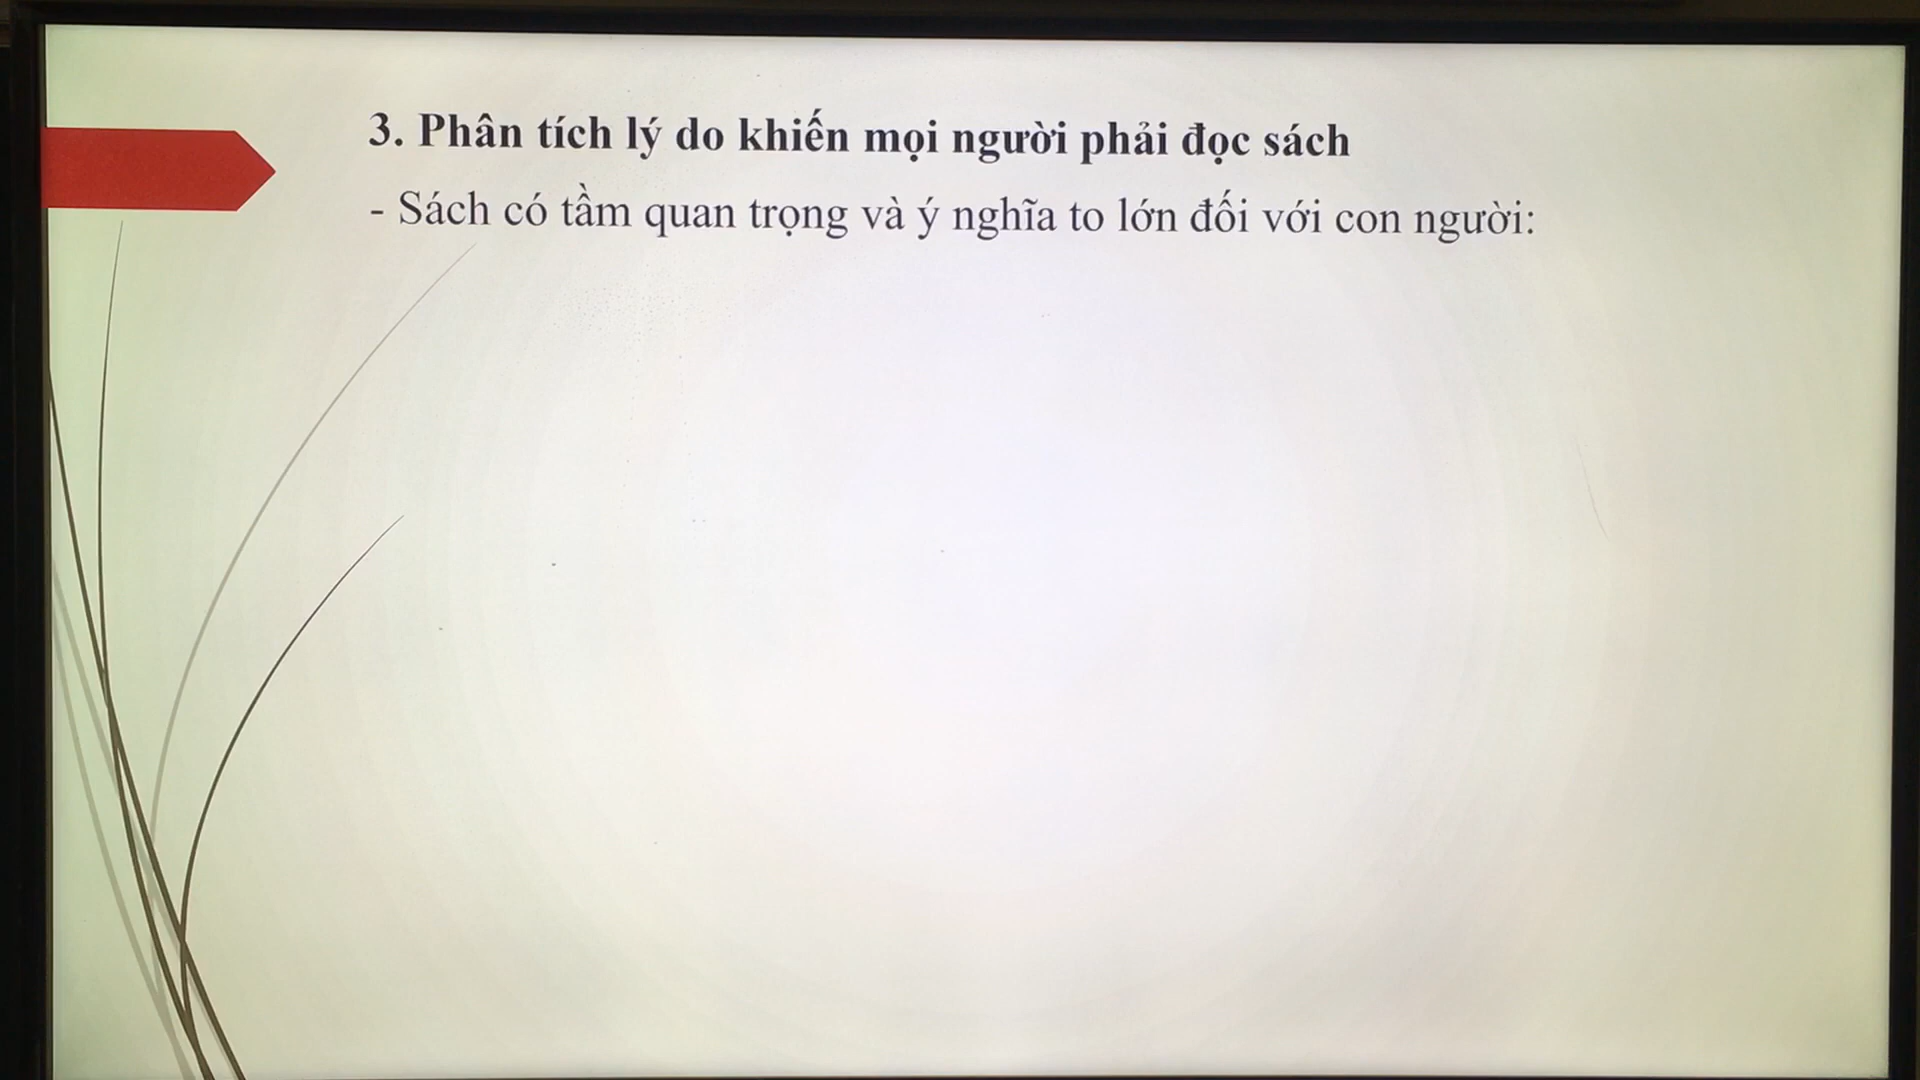 3. Phân tích lý do khiến mọi người phải đọc sách
- Sách có tầm quan trọng và ý nghĩa to lớn đối với con người: